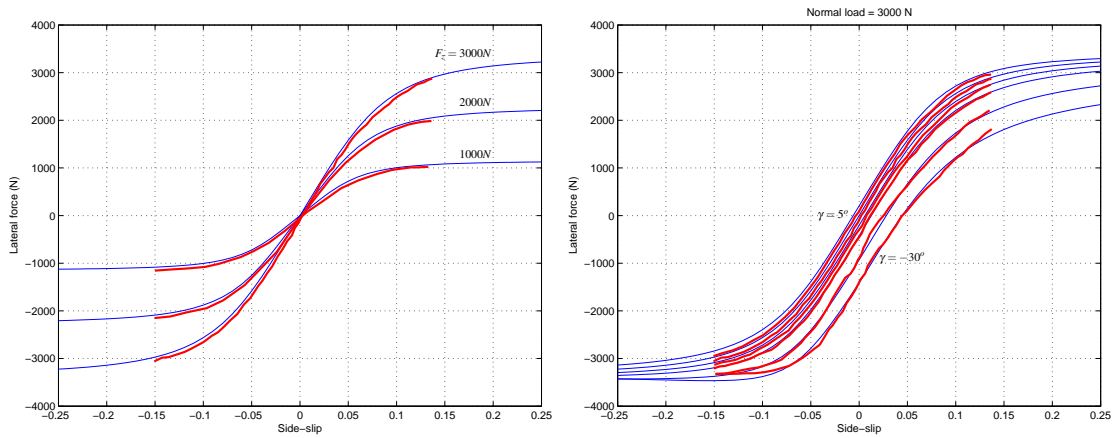 Normal load = 3000 N
4000
3000
2000
1000
0
−1000
−2000
−3000
−4000
Lateral force (N)
F_z = 3000N
2000N
1000N
−0.25 −0.2 −0.15 −0.1 −0.05 0 0.05 0.1 0.15 0.2 0.25
Side−slip
4000
3000
2000
1000
0
−1000
−2000
−3000
−4000
Lateral force (N)
γ = 5°
γ = −30°
−0.25 −0.2 −0.15 −0.1 −0.05 0 0.05 0.1 0.15 0.2 0.25
Side−slip